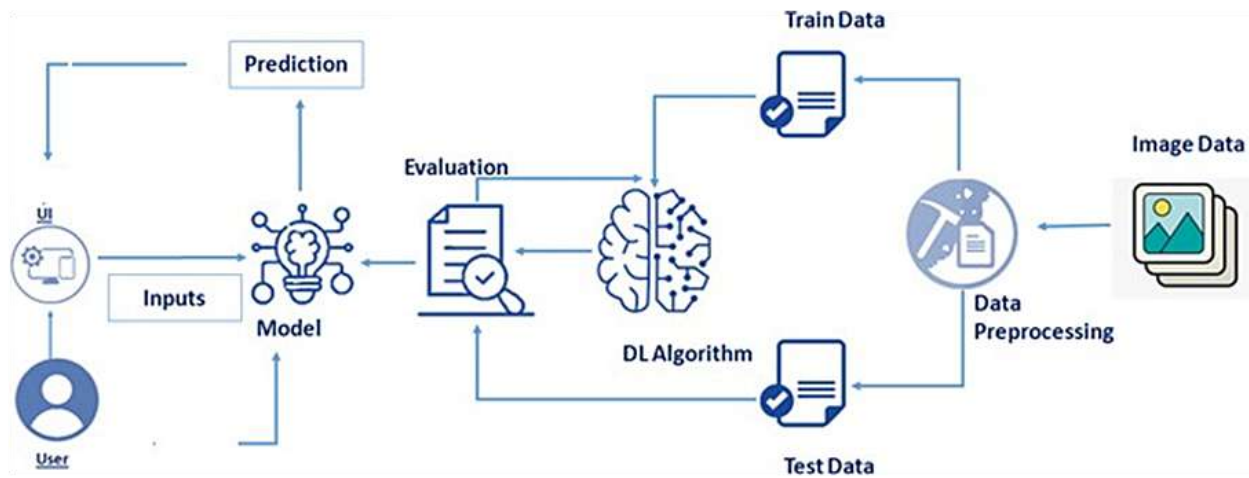 Train Data
Prediction
Image Data
Evaluation
UI
Inputs
Model
Data
Preprocessing
DL Algorithm
User
Test Data